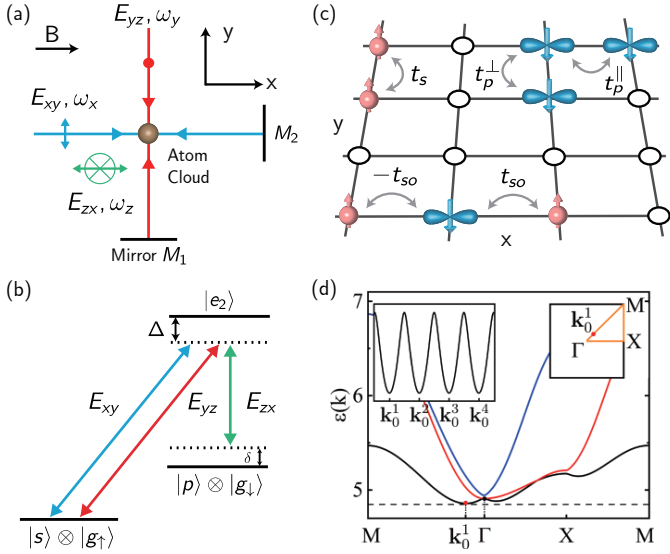 (a)
E_yz, ω_y
B
y
x
E_xy, ω_x
M_2
Atom
Cloud
E_zx, ω_z
Mirror M_1
(b)
|e_2⟩
Δ
E_xy
E_yz
E_zx
δ
|p⟩ ⊗ |g_↓⟩
|s⟩ ⊗ |g_↑⟩
(c)
t_s
t_p^⊥
t_p^∥
y
−t_so
t_so
x
(d)
7
6
5
ε(k)
k_0^1 k_0^2 k_0^3 k_0^4
M
k_0^1
Γ
X
M k_0^1 Γ X M